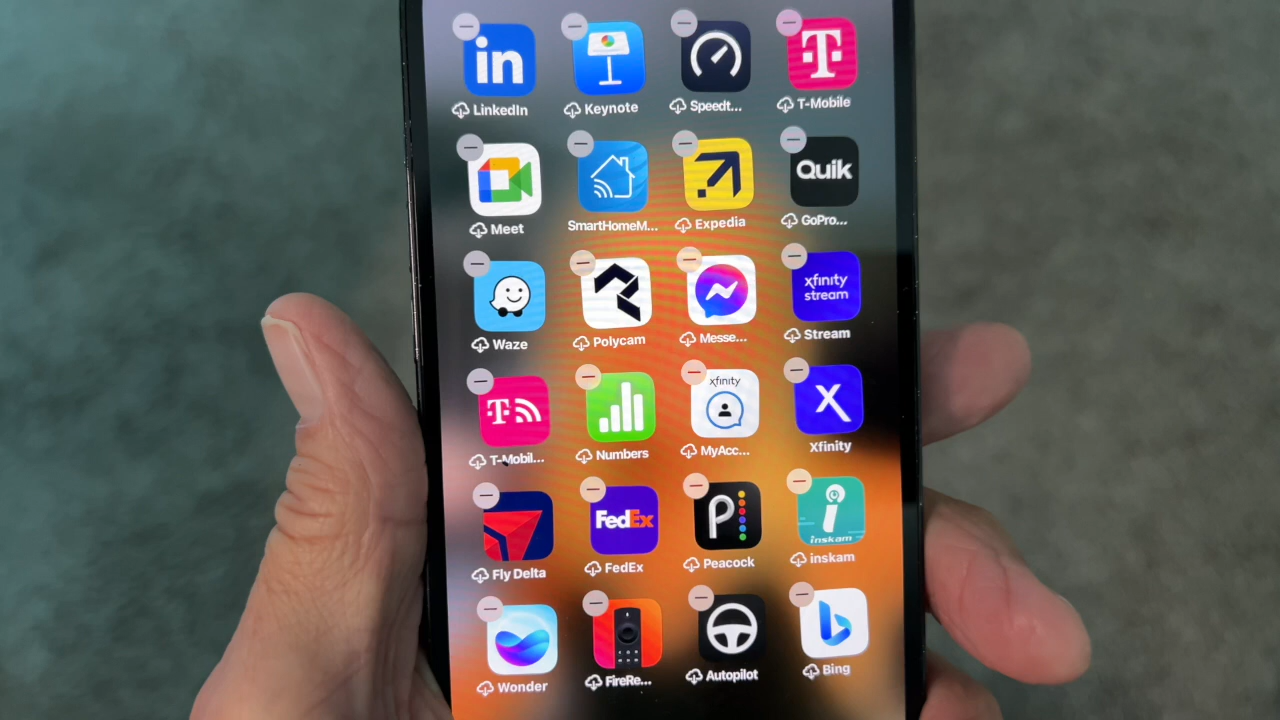 in
T
LinkedIn
Keynote
Speedt...
T-Mobile
Quik
Meet
SmartHomeM...
Expedia
GoPro...
xfinity
stream
Waze
Polycam
Messe...
Stream
T
xfinity
X
T-Mobil...
Numbers
MyAcc...
Xfinity
FedEx
P
i
inskam
Fly Delta
FedEx
Peacock
inskam
b
Wonder
FireRe...
Autopilot
Bing